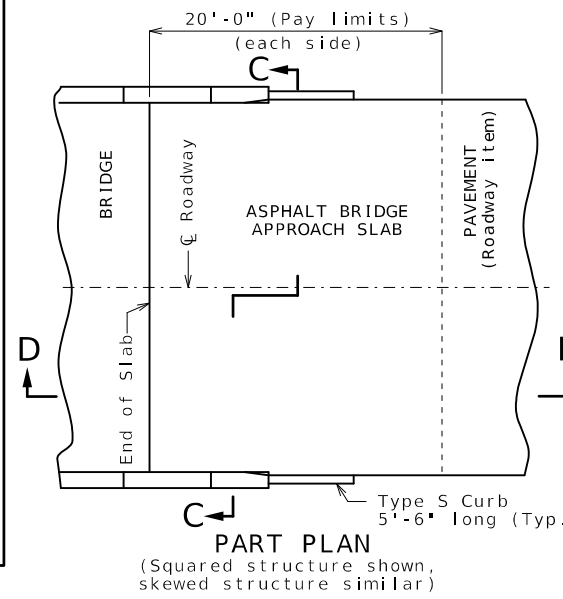 20'-0" (Pay limits)
(each side)
C
BRIDGE
℄ Roadway
ASPHALT BRIDGE
APPROACH SLAB
PAVEMENT
(Roadway item)
D
End of Slab
C
Type S Curb
5'-6" long (Typ.
PART PLAN
(Squared structure shown,
skewed structure similar)